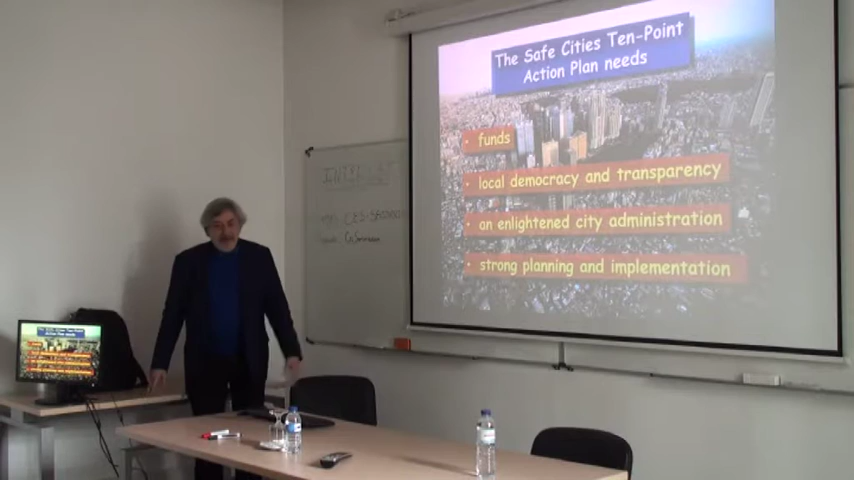 The Safe Cities Ten-Point
Action Plan needs
• funds
• local democracy and transparency
• an enlightened city administration
• strong planning and implementation